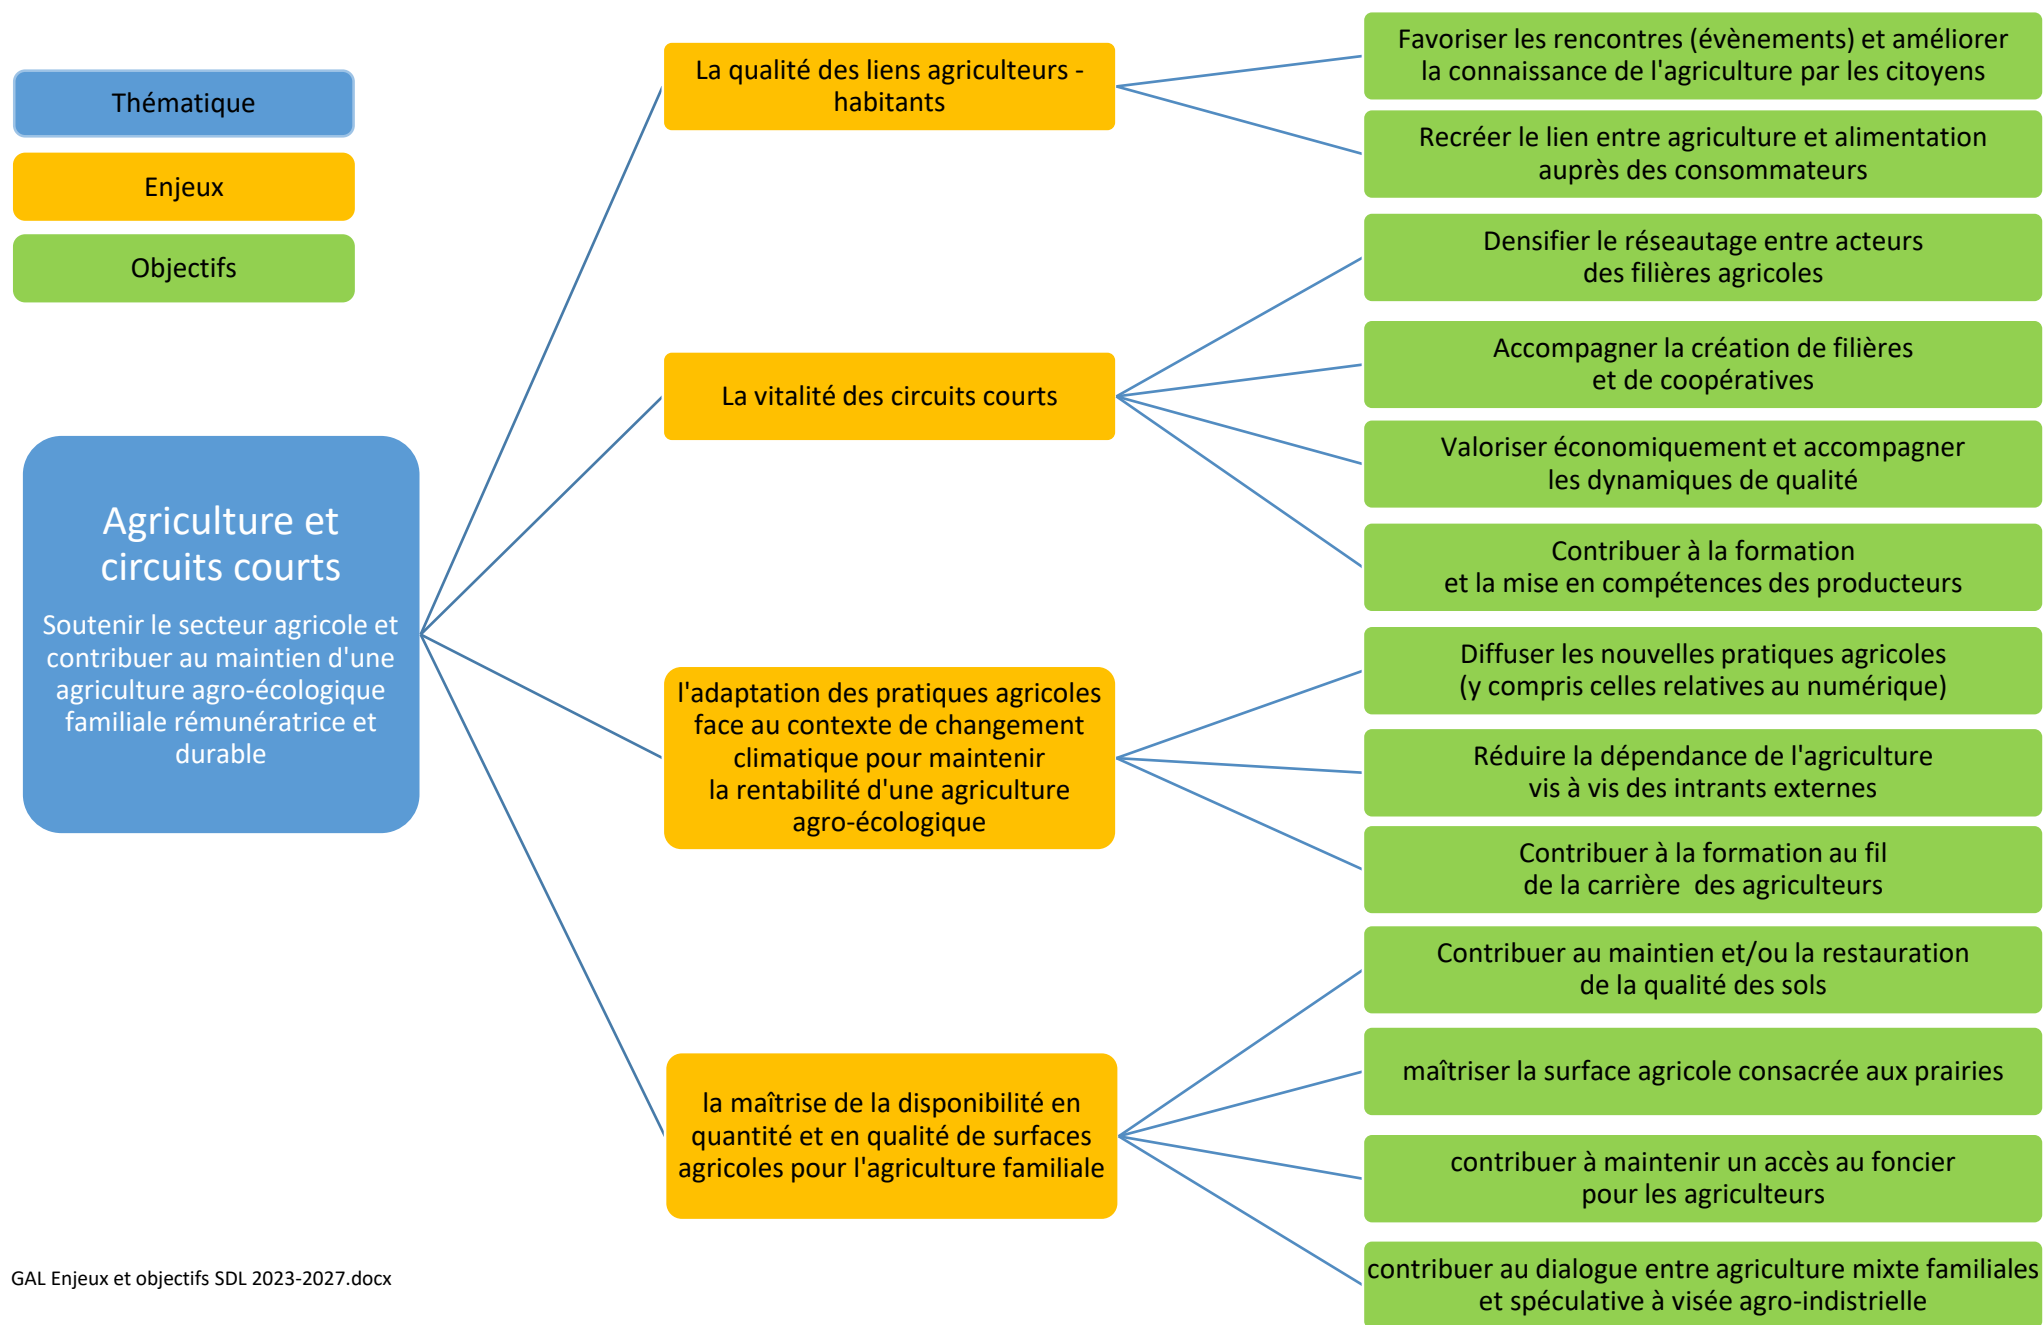 Thématique
Enjeux
Objectifs
Agriculture et
circuits courts
Soutenir le secteur agricole et
contribuer au maintien d'une
agriculture agro-écologique
familiale rémunératrice et
durable
La qualité des liens agriculteurs -
habitants
Favoriser les rencontres (évènements) et améliorer
la connaissance de l'agriculture par les citoyens
Recréer le lien entre agriculture et alimentation
auprès des consommateurs
La vitalité des circuits courts
Densifier le réseautage entre acteurs
des filières agricoles
Accompagner la création de filières
et de coopératives
Valoriser économiquement et accompagner
les dynamiques de qualité
Contribuer à la formation
et la mise en compétences des producteurs
l'adaptation des pratiques agricoles
face au contexte de changement
climatique pour maintenir
la rentabilité d'une agriculture
agro-écologique
Diffuser les nouvelles pratiques agricoles
(y compris celles relatives au numérique)
Réduire la dépendance de l'agriculture
vis à vis des intrants externes
Contribuer à la formation au fil
de la carrière  des agriculteurs
la maîtrise de la disponibilité en
quantité et en qualité de surfaces
agricoles pour l'agriculture familiale
Contribuer au maintien et/ou la restauration
de la qualité des sols
maîtriser la surface agricole consacrée aux prairies
contribuer à maintenir un accès au foncier
pour les agriculteurs
contribuer au dialogue entre agriculture mixte familiales
et spéculative à visée agro-indistrielle
GAL Enjeux et objectifs SDL 2023-2027.docx